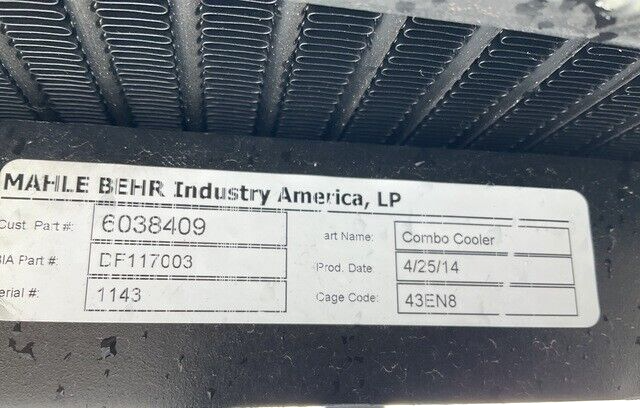 MAHLE BEHR Industry America, LP
Cust. Part #: 6038409
art Name: Combo Cooler
BIA Part #: DF117003
Prod. Date: 4/25/14
erial #: 1143
Cage Code: 43EN8